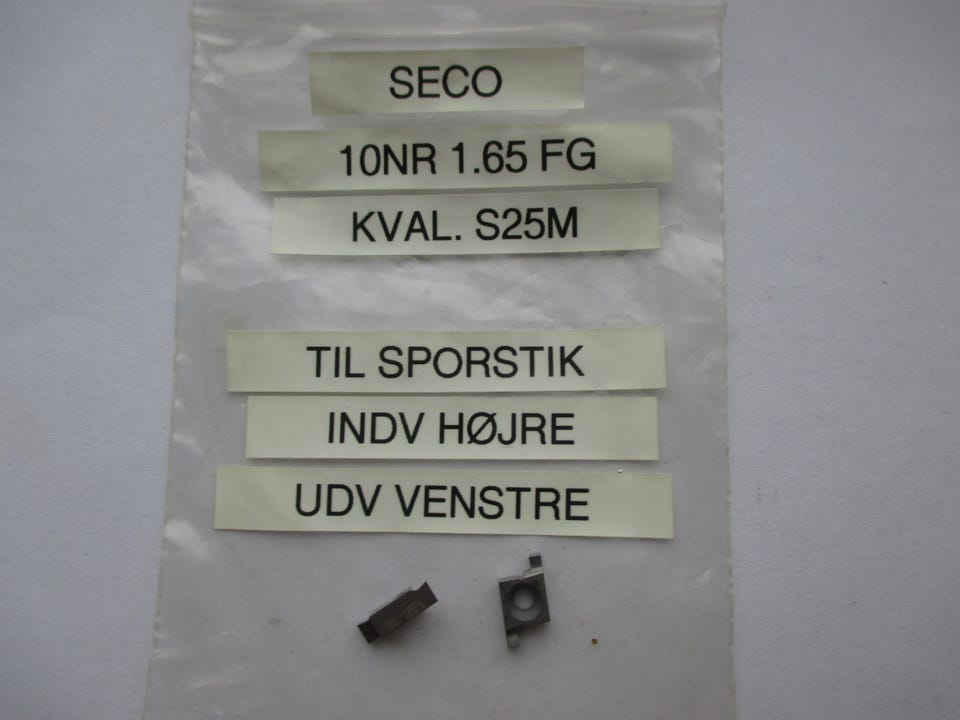 SECO
10NR 1.65 FG
KVAL. S25M
TIL SPORSTIK
INDV HØJRE
UDV VENSTRE